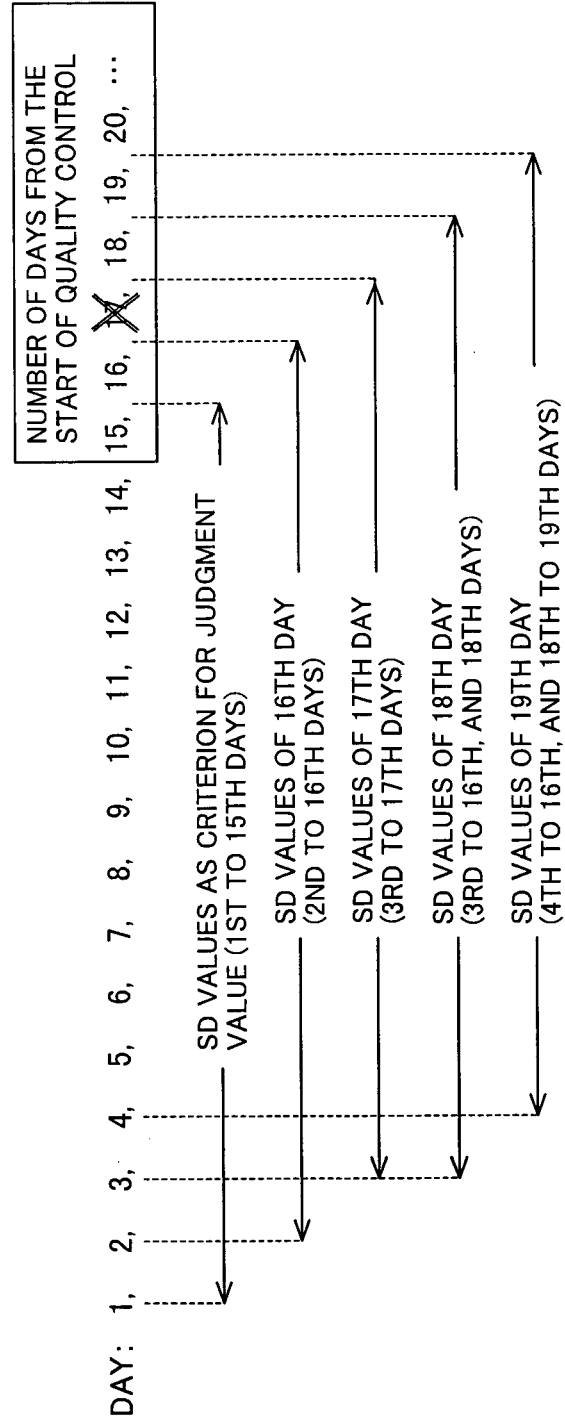 NUMBER OF DAYS FROM THE
START OF QUALITY CONTROL
DAY: 1, 2, 3, 4, 5, 6, 7, 8, 9, 10, 11, 12, 13, 14, 15, 16, 17, 18, 19, 20, ...
SD VALUES AS CRITERION FOR JUDGMENT
VALUE (1ST TO 15TH DAYS)
SD VALUES OF 16TH DAY
(2ND TO 16TH DAYS)
SD VALUES OF 17TH DAY
(3RD TO 17TH DAYS)
SD VALUES OF 18TH DAY
(3RD TO 16TH, AND 18TH DAYS)
SD VALUES OF 19TH DAY
(4TH TO 16TH, AND 18TH TO 19TH DAYS)